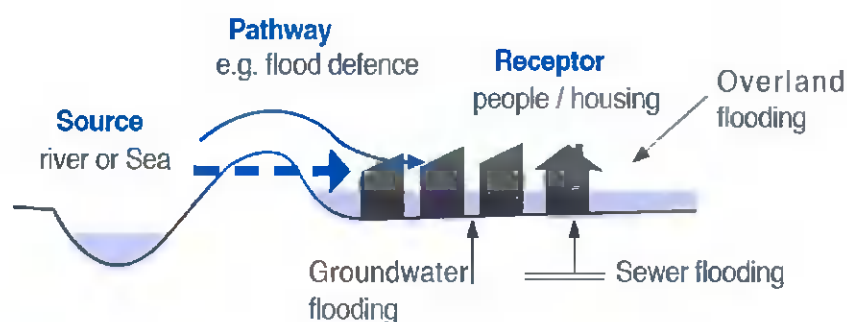 Pathway
e.g. flood defence
Receptor
people / housing
Overland
flooding
Source
river or Sea
Groundwater
flooding
Sewer flooding